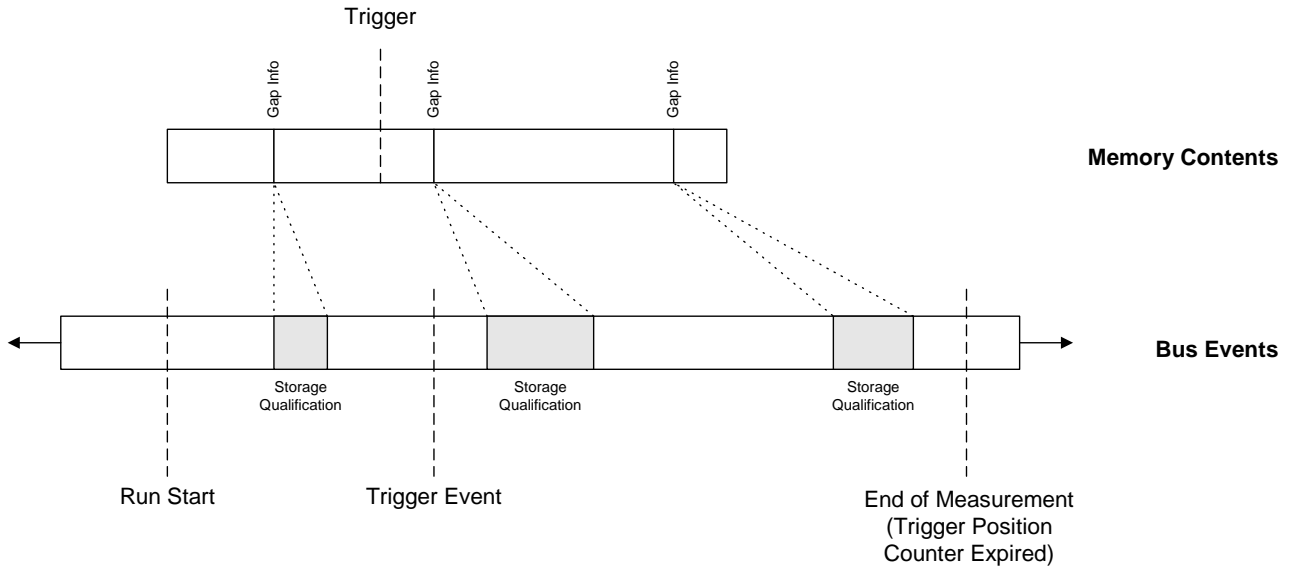 Trigger
Gap Info
Gap Info
Gap Info
Memory Contents
Bus Events
Storage
Qualification
Storage
Qualification
Storage
Qualification
Run Start
Trigger Event
End of Measurement
(Trigger Position
Counter Expired)